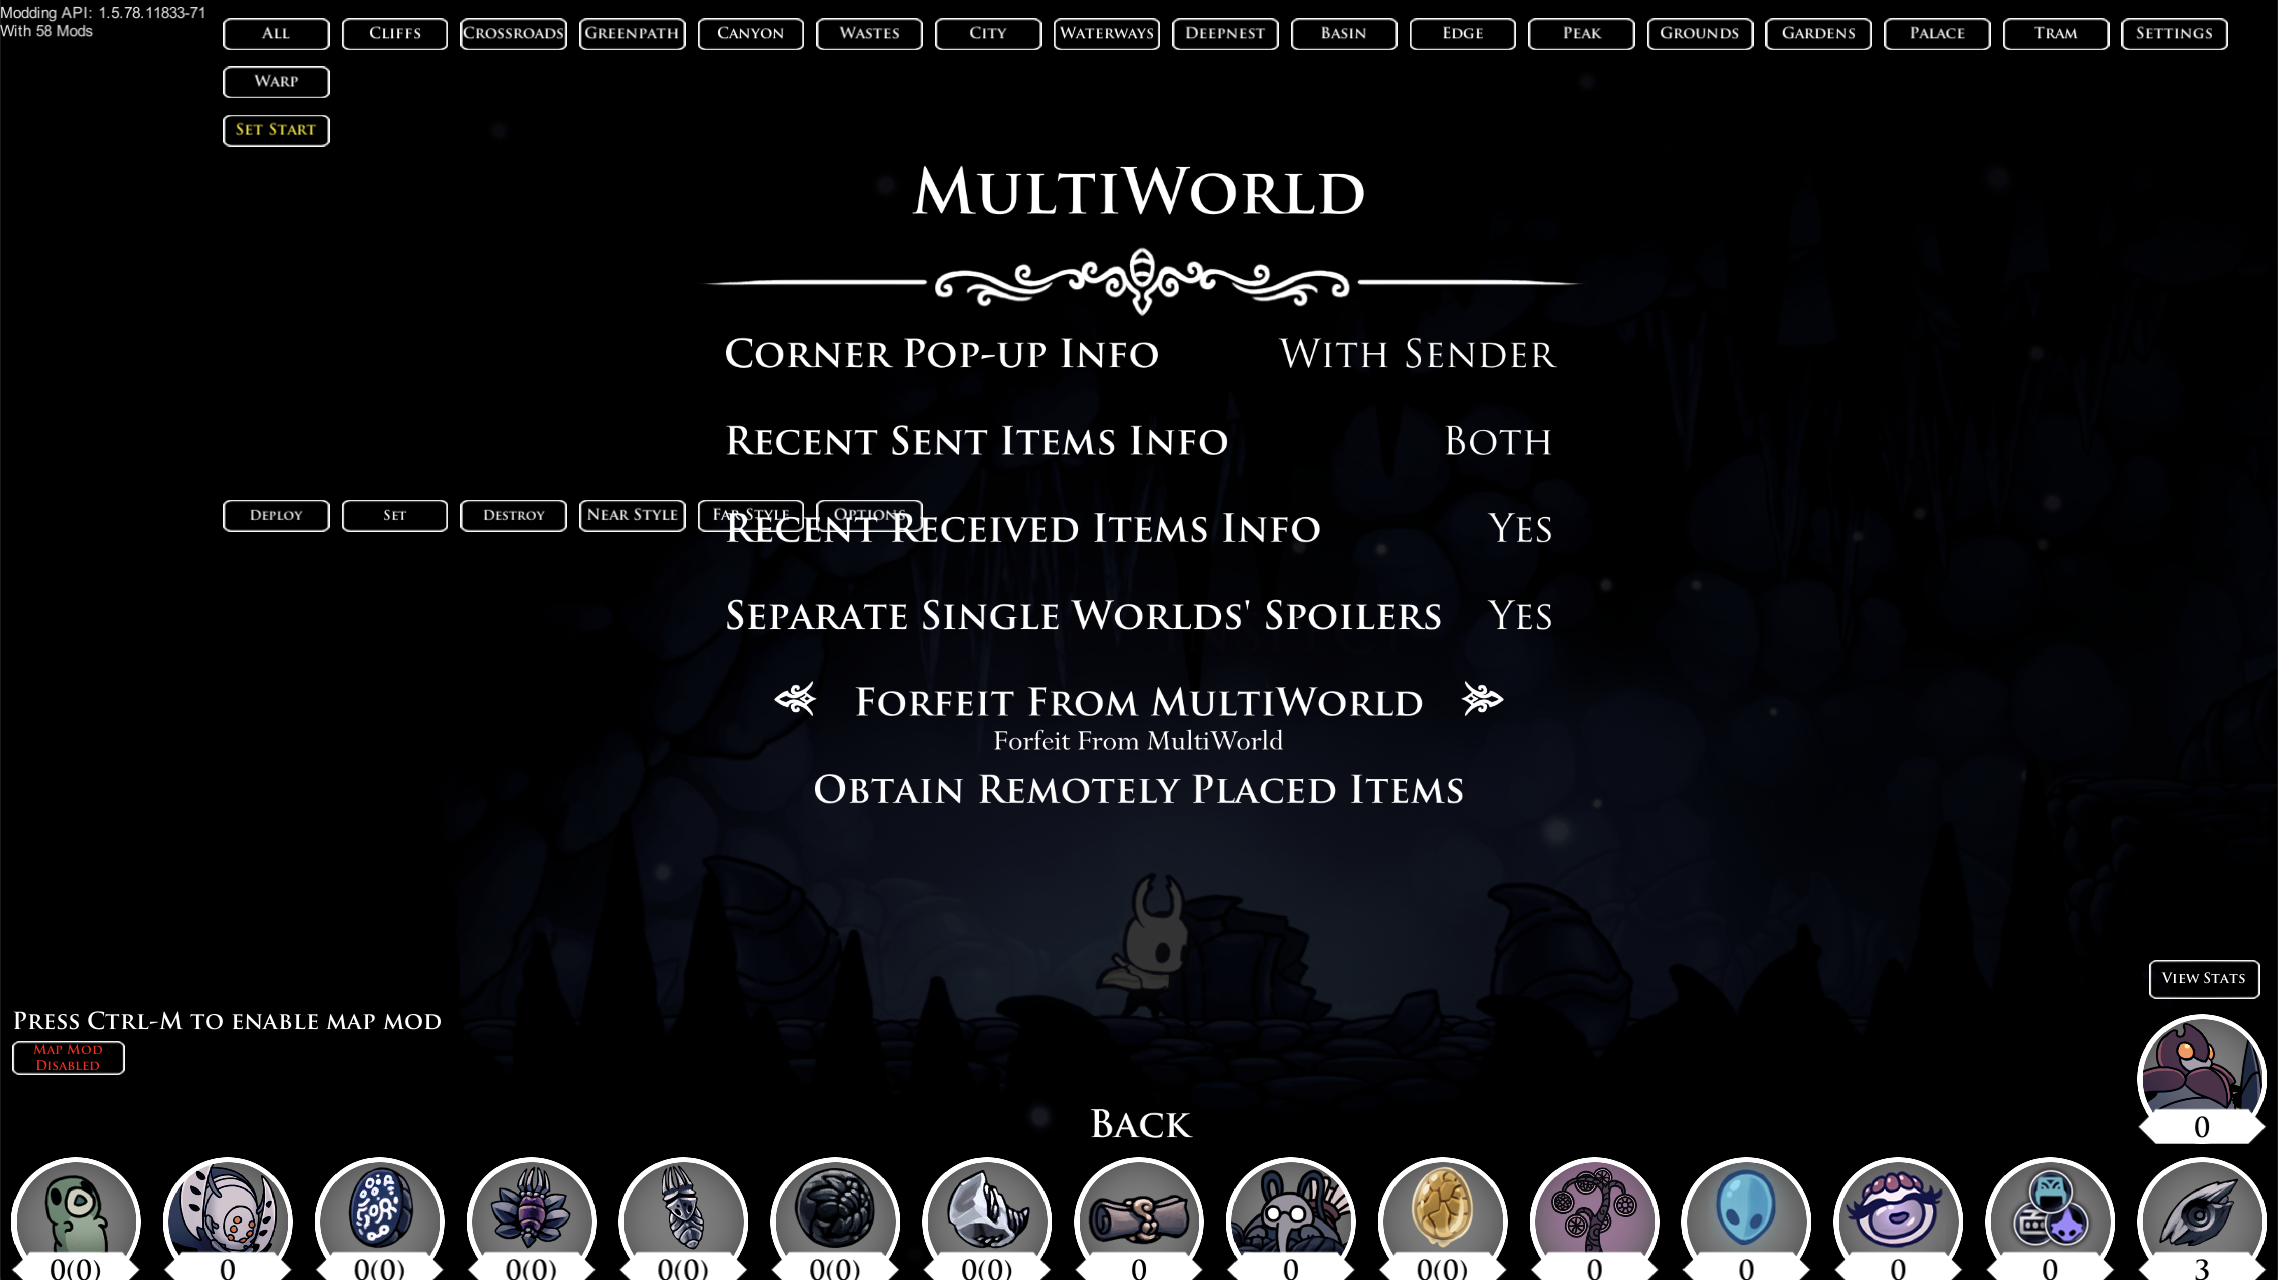 Modding API: 1.5.78.11833-71
With 58 Mods
All Cliffs Crossroads Greenpath Canyon Wastes City Waterways Deepnest Basin Edge Peak Grounds Gardens Palace Tram Settings
Warp
Set Start
MultiWorld
Corner Pop-up Info With Sender
Recent Sent Items Info Both
Deploy Set Destroy Near Style Far Style Options
Recent Received Items Info Yes
Separate Single Worlds' Spoilers Yes
Forfeit From MultiWorld
Forfeit From MultiWorld
Obtain Remotely Placed Items
View Stats
Press Ctrl-M to enable map mod
Map Mod
Disabled
Back
0
0(0) 0 0(0) 0(0) 0(0) 0(0) 0(0) 0 0 0(0) 0 0 0 0 3